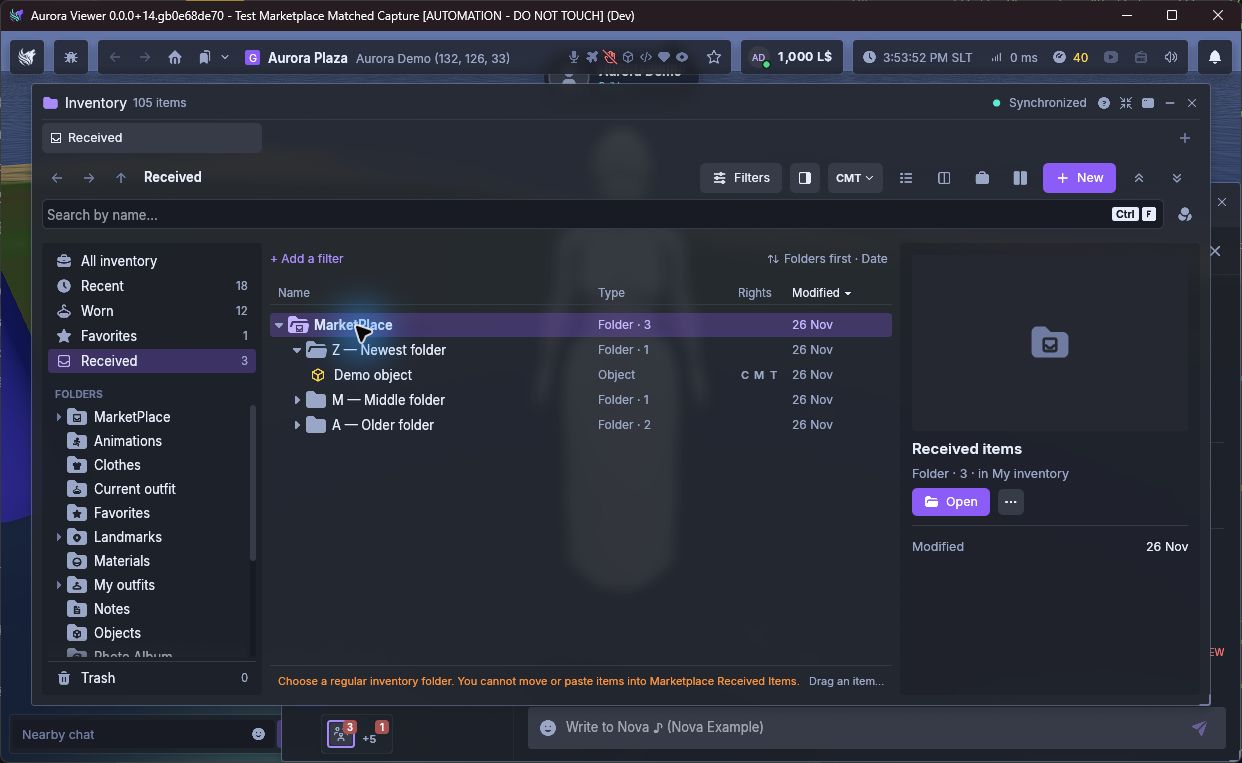 Aurora Viewer 0.0.0+14.gb0e68de70 - Test Marketplace Matched Capture [AUTOMATION - DO NOT TOUCH] (Dev)
G Aurora Plaza Aurora Demo (132, 126, 33) AD 1,000 L$ 3:53:52 PM SLT 0 ms 40
Aurora Demo
Inventory 105 items Synchronized
Received
Received Filters CMT New
Search by name... Ctrl F
All inventory
Recent 18
Worn 12
Favorites 1
Received 3
FOLDERS
MarketPlace
Animations
Clothes
Current outfit
Favorites
Landmarks
Materials
My outfits
Notes
Objects
Photo Album
Trash 0
+ Add a filter Folders first · Date
Name Type Rights Modified
MarketPlace Folder · 3 26 Nov
Z — Newest folder Folder · 1 26 Nov
Demo object Object C M T 26 Nov
M — Middle folder Folder · 1 26 Nov
A — Older folder Folder · 2 26 Nov
Choose a regular inventory folder. You cannot move or paste items into Marketplace Received Items. Drag an item...
Received items
Folder · 3 · in My inventory
Open
Modified 26 Nov
Nearby chat 3 1 +5 Write to Nova ♪ (Nova Example)